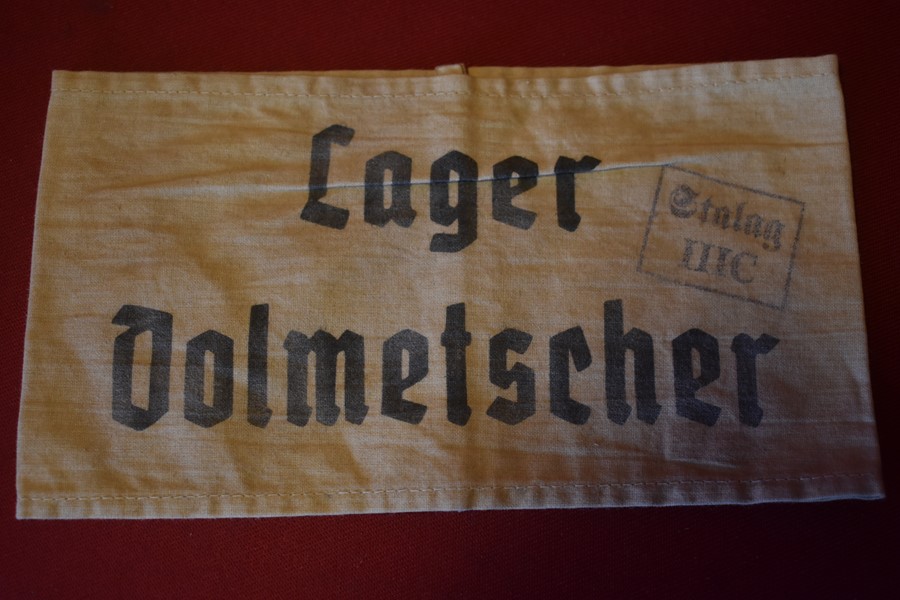 Lager
Dolmetscher
Stalag
IIIC